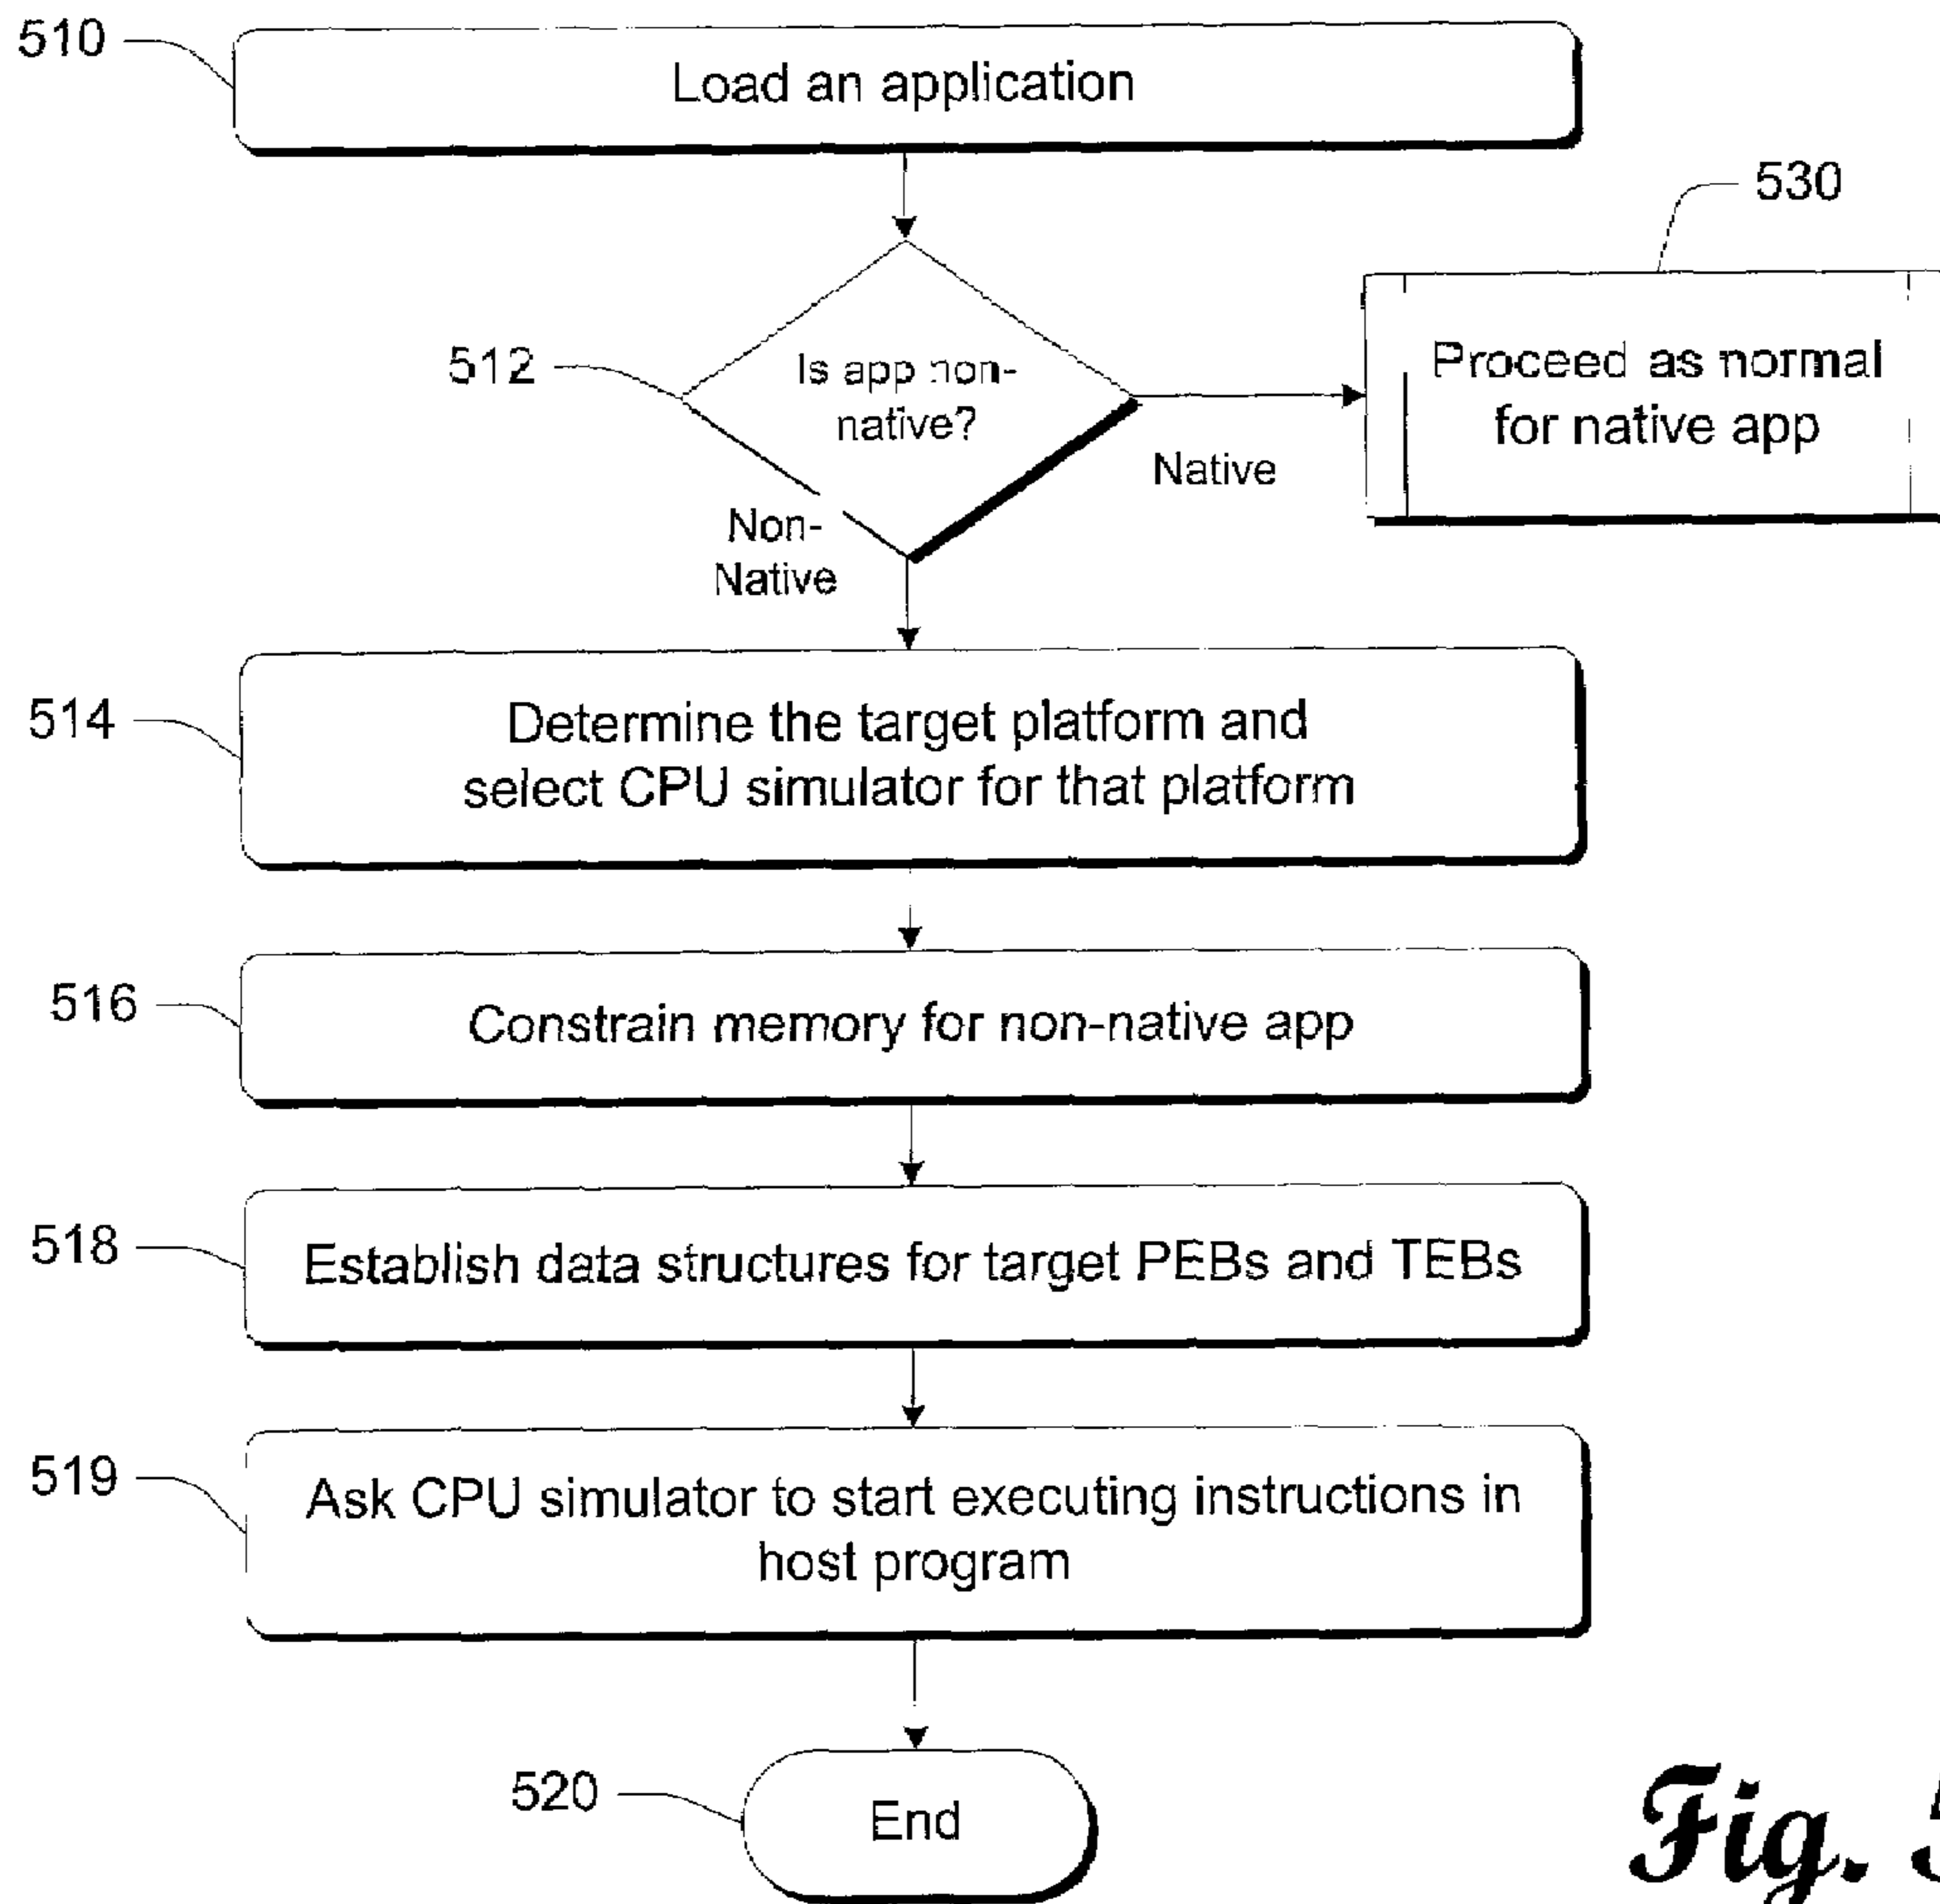 510
Load an application
530
512
Is app non-
native?
Proceed as normal
for native app
Native
Non-
Native
514
Determine the target platform and
select CPU simulator for that platform
516
Constrain memory for non-native app
518
Establish data structures for target PEBs and TEBs
519
Ask CPU simulator to start executing instructions in
host program
520
End
Fig.